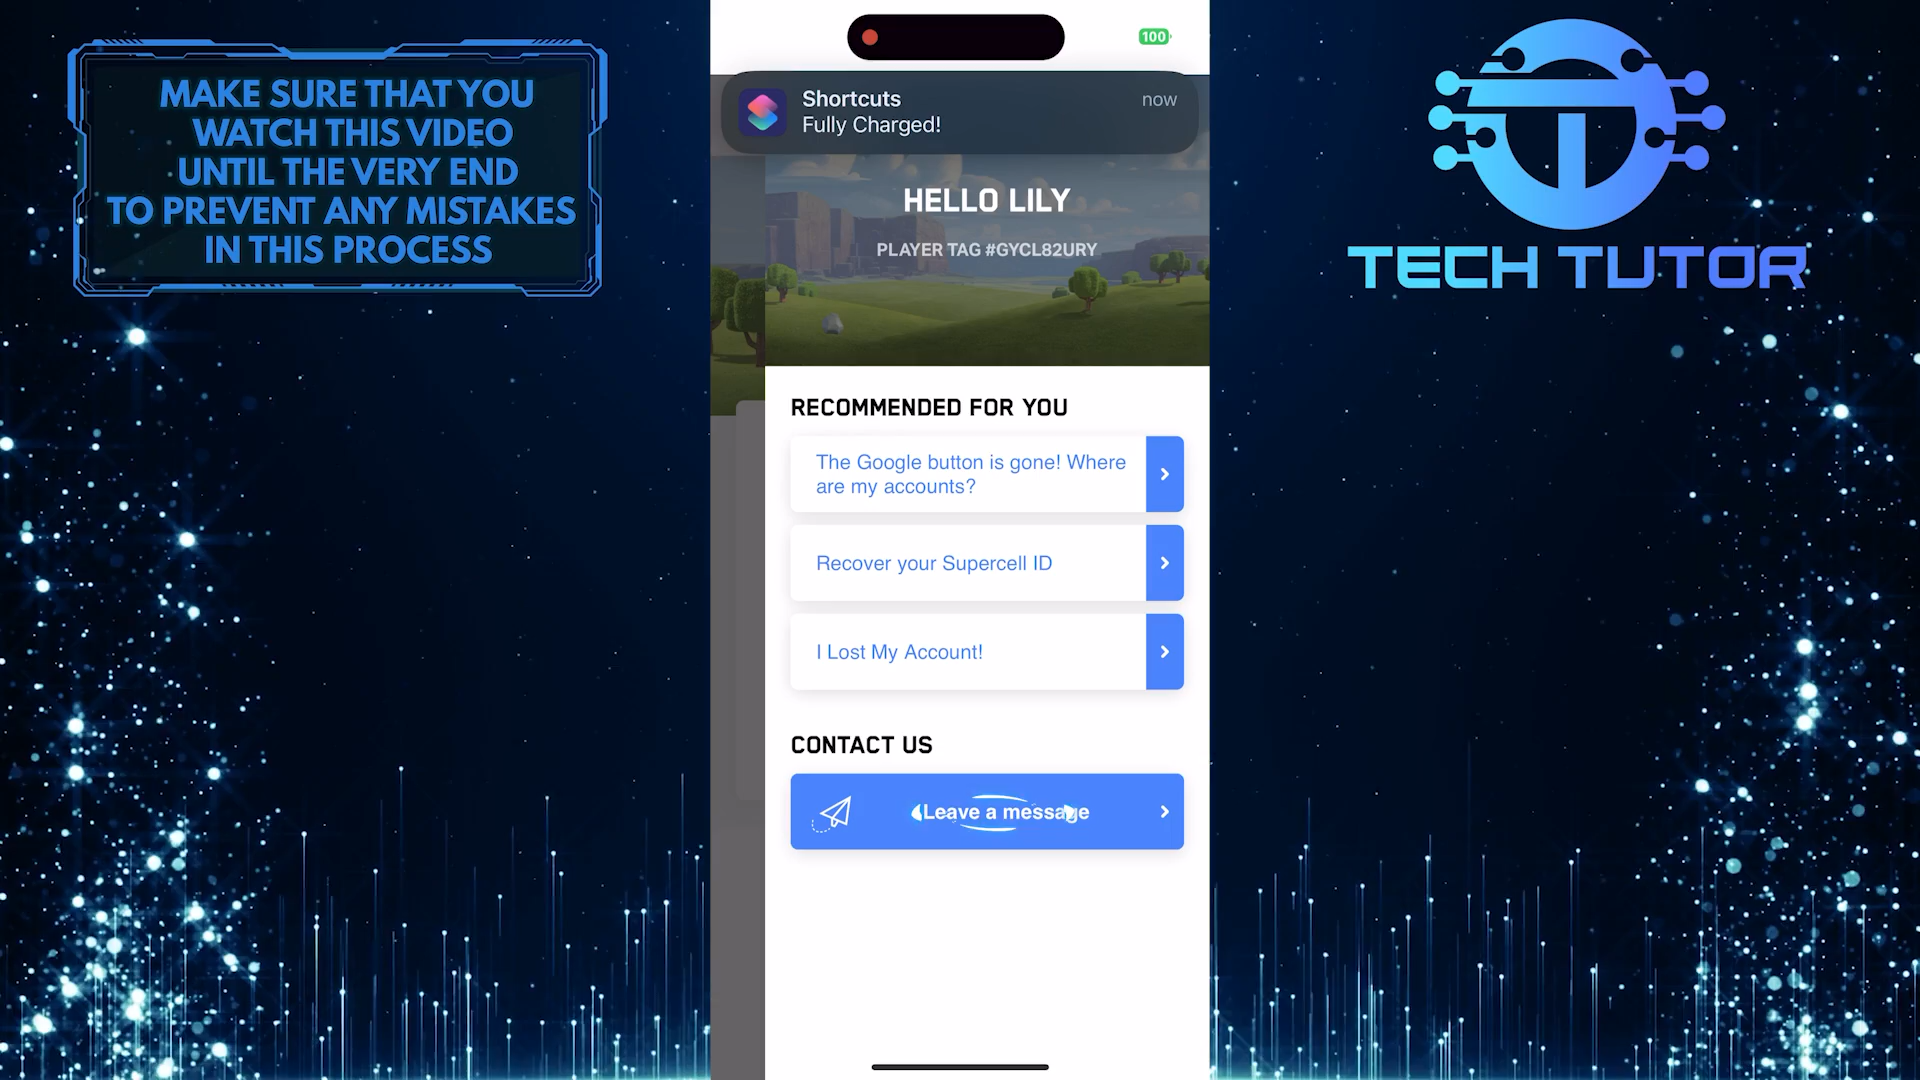 MAKE SURE THAT YOU
WATCH THIS VIDEO
UNTIL THE VERY END
TO PREVENT ANY MISTAKES
IN THIS PROCESS
100
Shortcuts
now
Fully Charged!
HELLO LILY
PLAYER TAG #GYCL82URY
RECOMMENDED FOR YOU
The Google button is gone! Where
are my accounts?
Recover your Supercell ID
I Lost My Account!
CONTACT US
Leave a message
TECH TUTOR